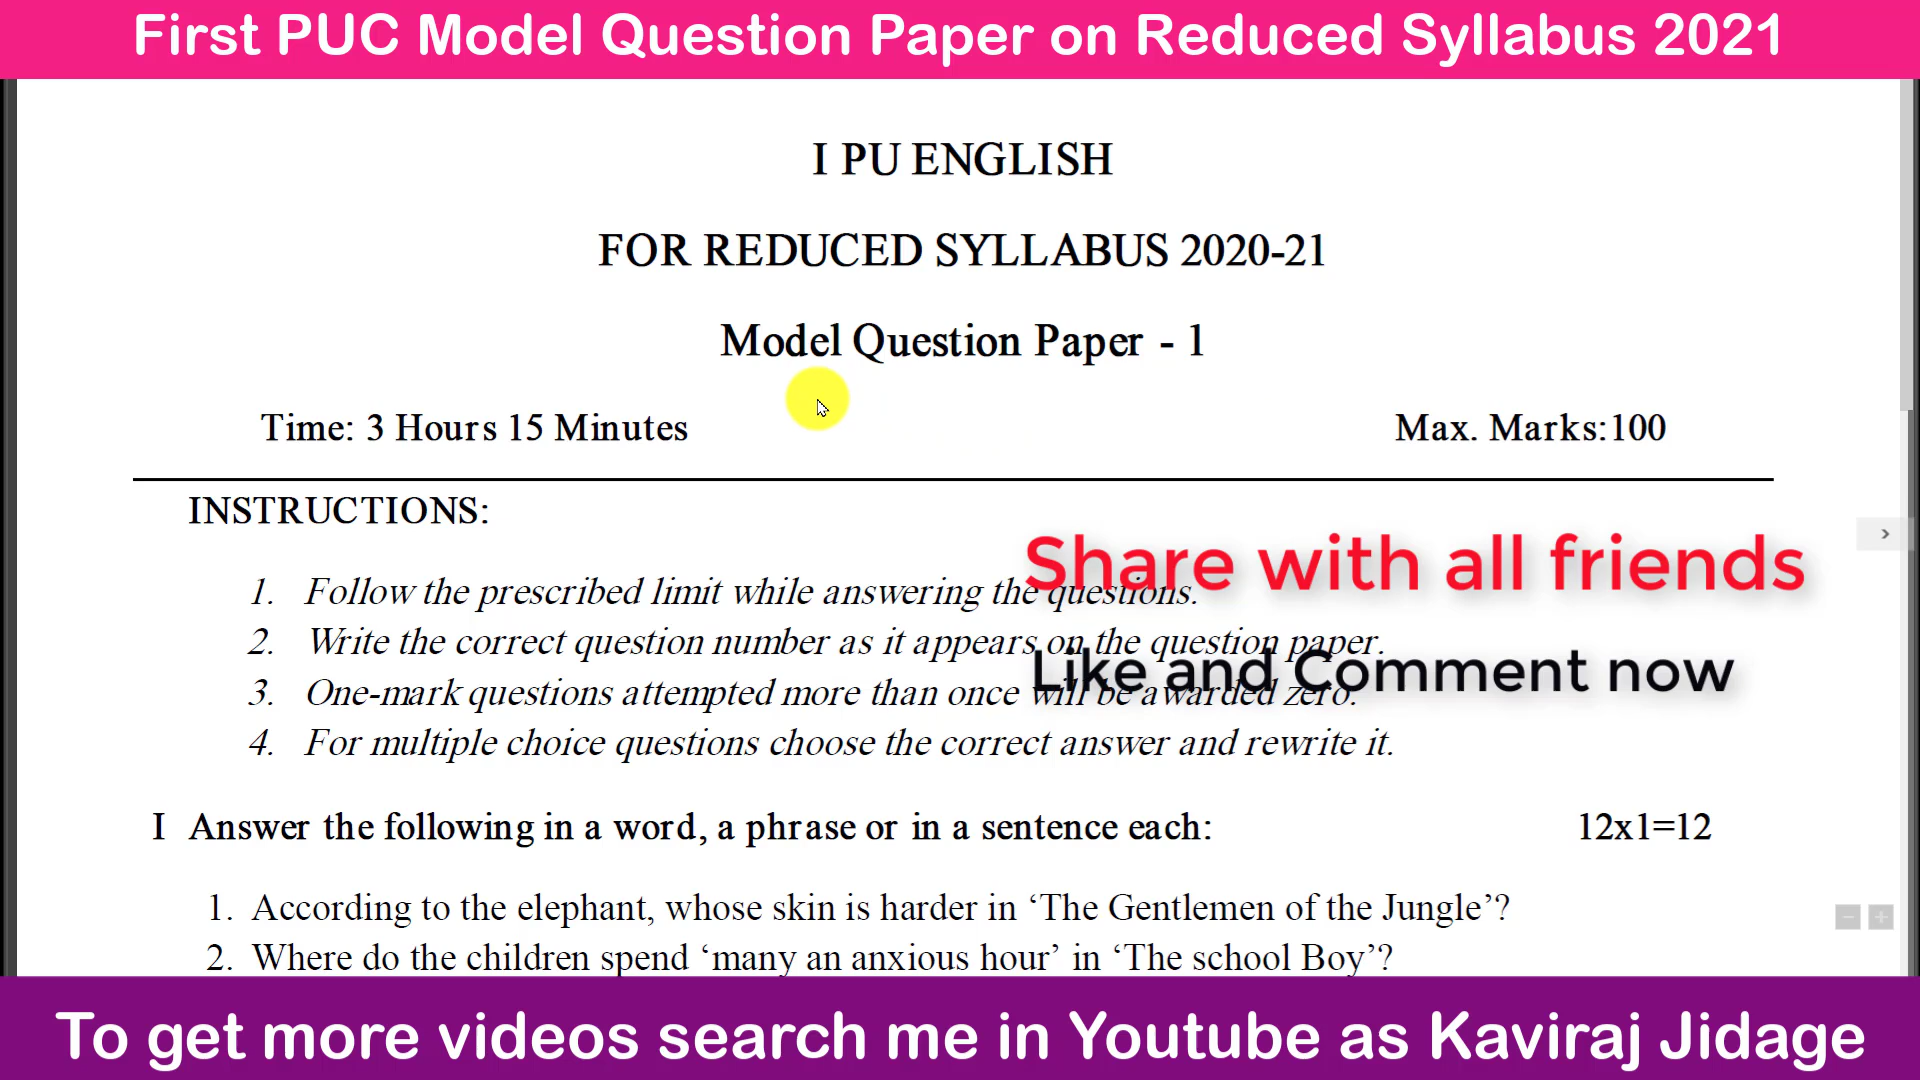 First PUC Model Question Paper on Reduced Syllabus 2021
I PU ENGLISH
FOR REDUCED SYLLABUS 2020-21
Model Question Paper - 1
Time: 3 Hours 15 Minutes
Max. Marks:100
INSTRUCTIONS:
Share with all friends
1. Follow the prescribed limit while answering the questions.
2. Write the correct question number as it appears on the question paper.
Like and Comment now
3. One-mark questions attempted more than once will be awarded zero.
4. For multiple choice questions choose the correct answer and rewrite it.
I Answer the following in a word, a phrase or in a sentence each: 12x1=12
1. According to the elephant, whose skin is harder in ‘The Gentlemen of the Jungle’?
2. Where do the children spend ‘many an anxious hour’ in ‘The school Boy’?
To get more videos search me in Youtube as Kaviraj Jidage